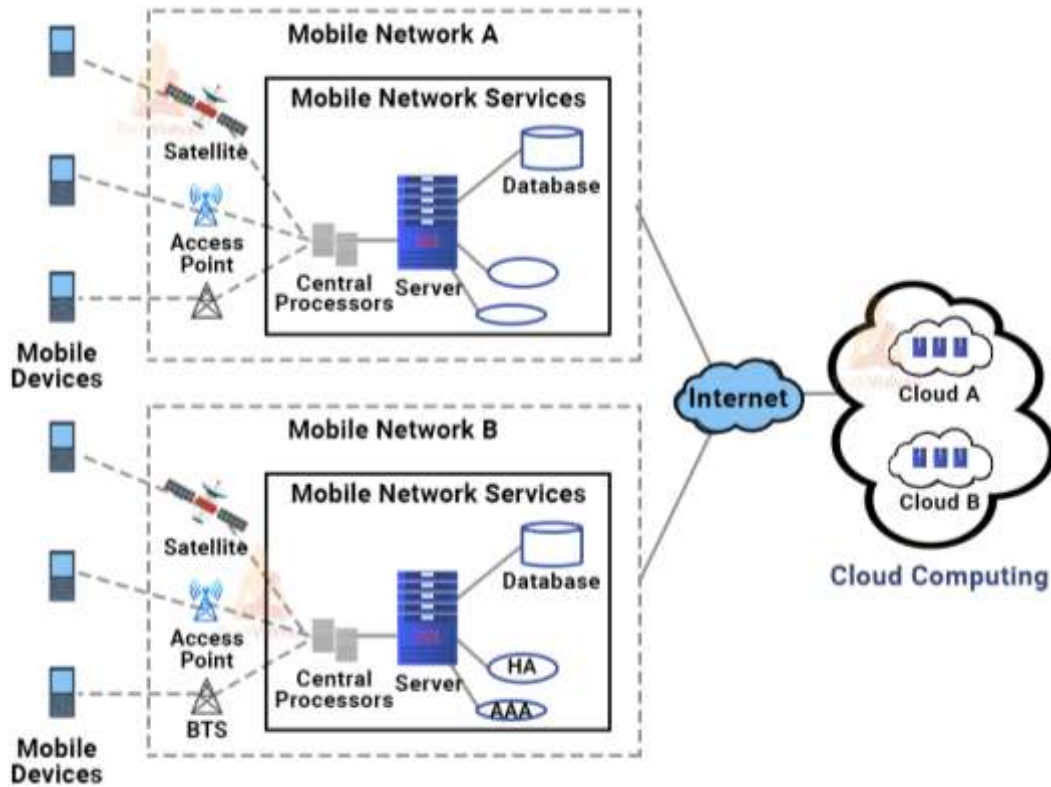 Mobile Network A
Mobile Network Services
Satellite
Database
Access
Point
Central
Processors
Server
Mobile
Devices
Internet
Cloud A
Cloud B
Cloud Computing
Mobile Network B
Mobile Network Services
Satellite
Database
Access
Point
HA
Central
Processors
Server
AAA
BTS
Mobile
Devices